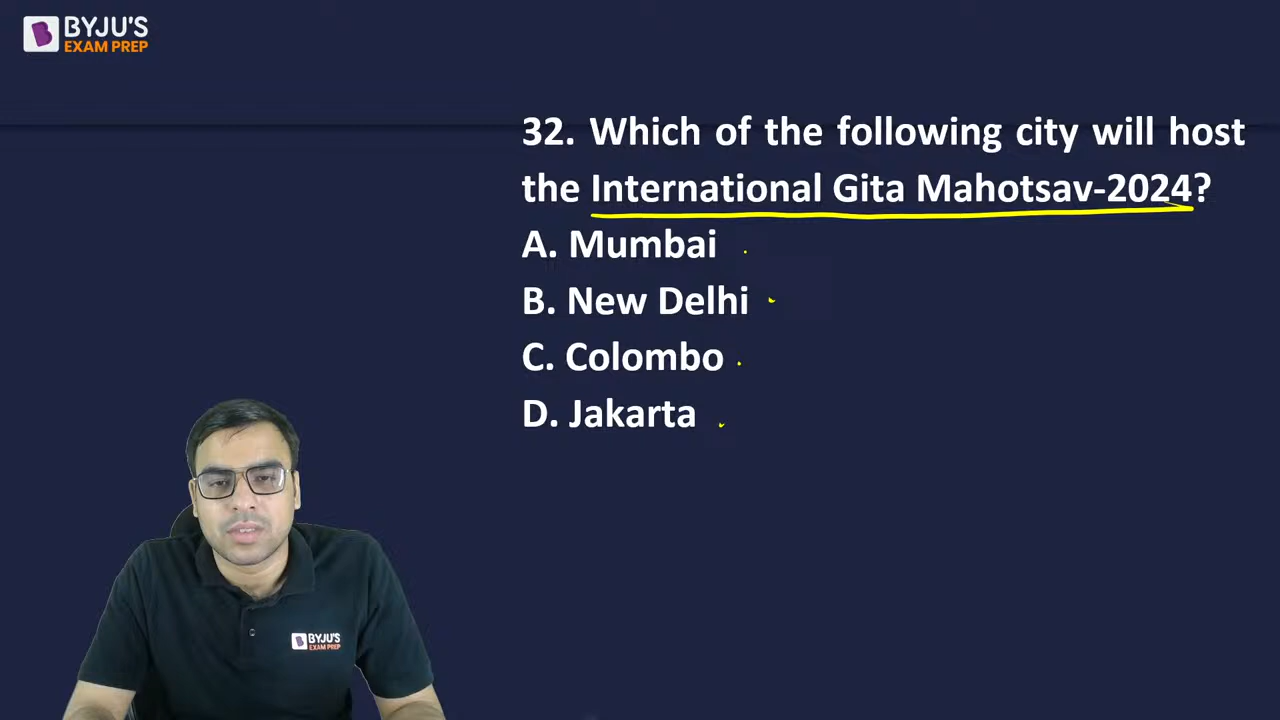 BYJU'S
EXAM PREP
32. Which of the following city will host
the International Gita Mahotsav-2024?
A. Mumbai
B. New Delhi
C. Colombo
D. Jakarta
BYJU'S
EXAM PREP